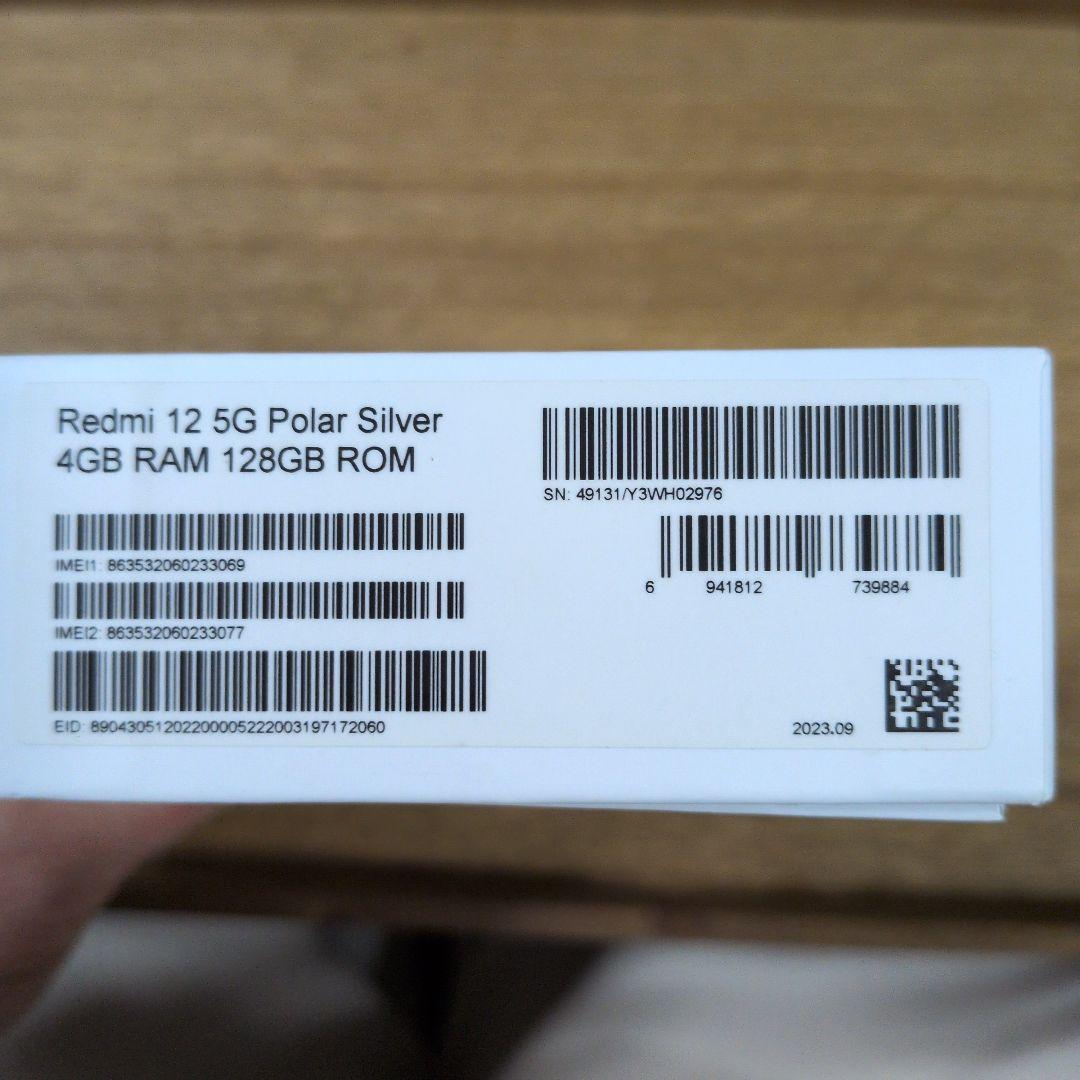 Redmi 12 5G Polar Silver
4GB RAM 128GB ROM
SN: 49131/Y3WH02976
IMEI1: 863532060233069
6 941812 739884
IMEI2: 863532060233077
EID: 89043051202200005222003197172060
2023.09